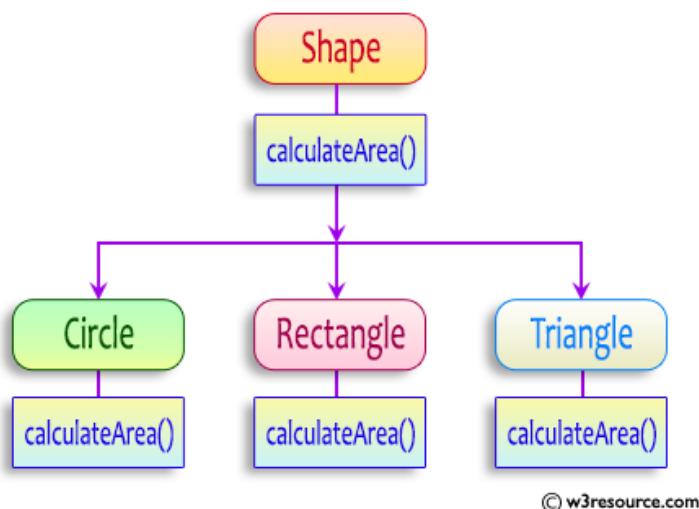 Shape
calculateArea()
Circle
Rectangle
Triangle
calculateArea()
calculateArea()
calculateArea()
© w3resource.com